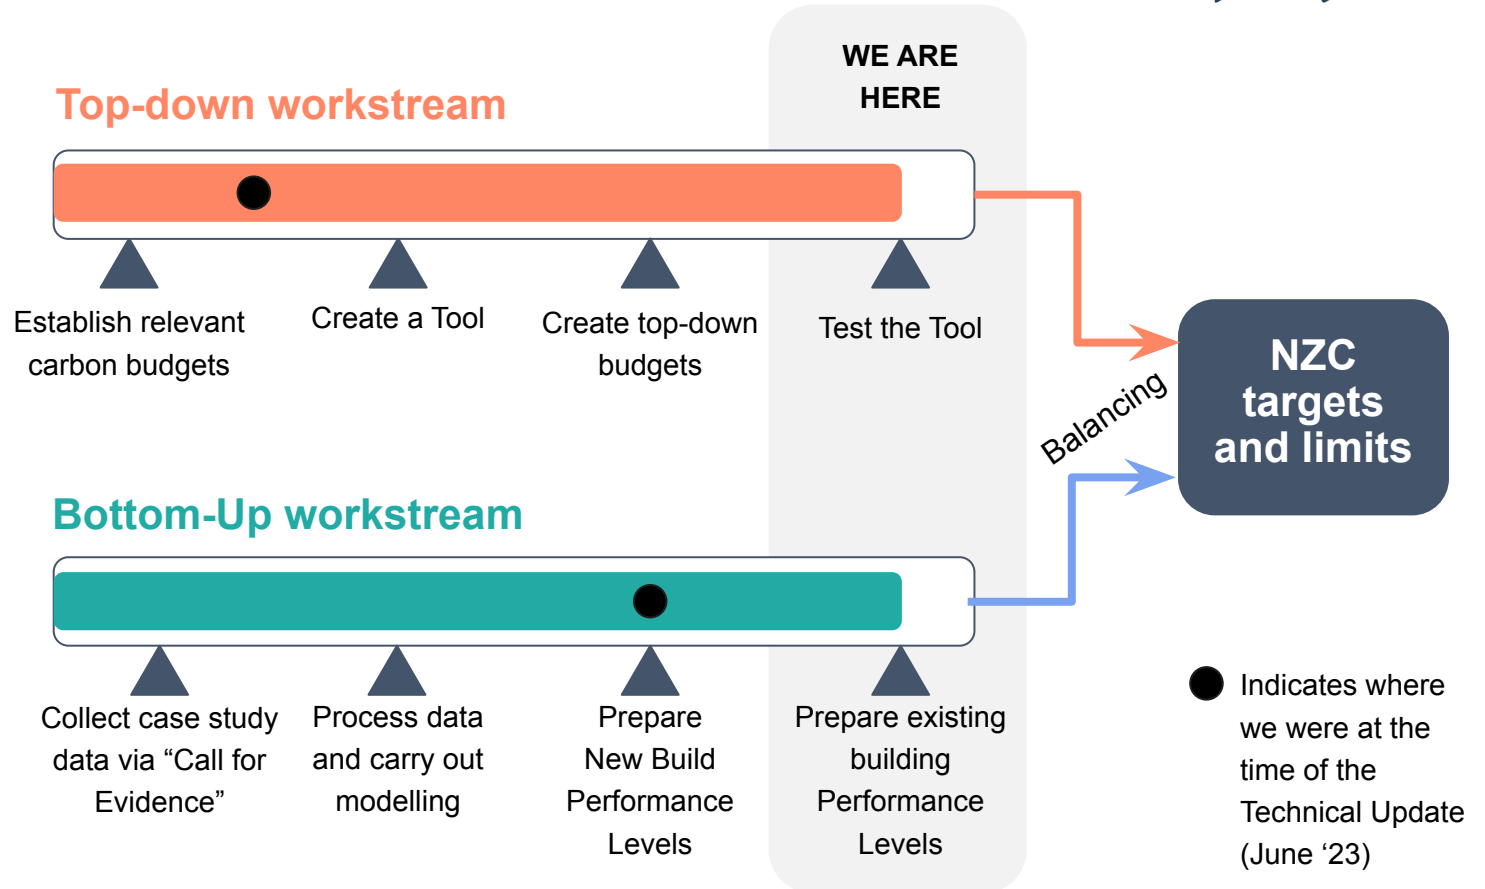 WE ARE
HERE
Top-down workstream
Establish relevant
carbon budgets
Create a Tool
Create top-down
budgets
Test the Tool
Balancing
NZC
targets
and limits
Bottom-Up workstream
Collect case study
data via “Call for
Evidence”
Process data
and carry out
modelling
Prepare
New Build
Performance
Levels
Prepare existing
building
Performance
Levels
Indicates where
we were at the
time of the
Technical Update
(June ‘23)